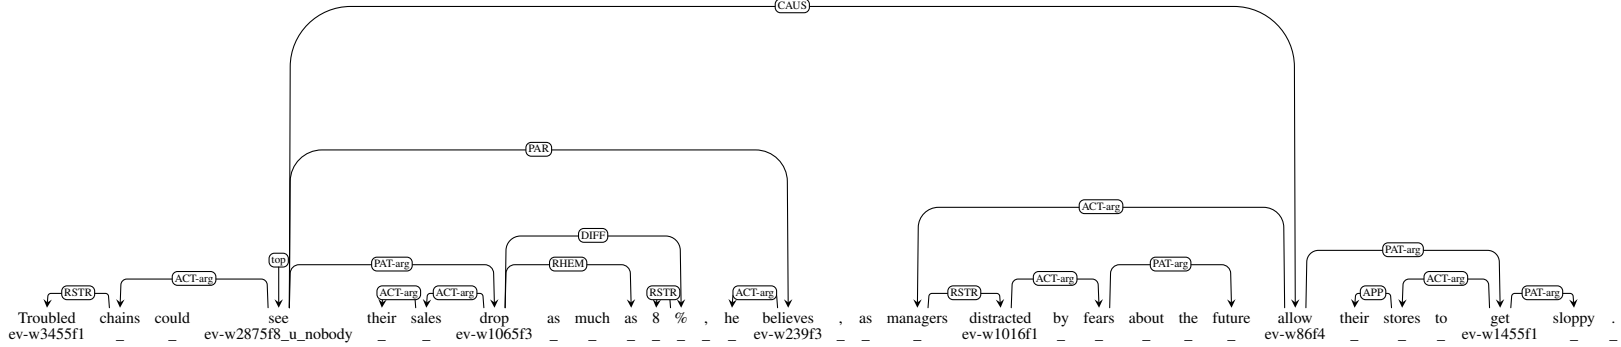 CAUS
PAR
ACT-arg
DIFF
top PAT-arg
PAT-arg RHEM PAT-arg
ACT-arg ACT-arg ACT-arg
RSTR ACT-arg ACT-arg RSTR ACT-arg RSTR APP PAT-arg
Troubled chains could see their sales drop as much as 8 % , he believes , as managers distracted by fears about the future allow their stores to get sloppy .
ev-w3455f1 _ _ ev-w2875f8_u_nobody _ _ ev-w1065f3 _ _ _ _ _ _ _ ev-w239f3 _ _ _ ev-w1016f1 _ _ _ _ _ ev-w86f4 _ _ _ ev-w1455f1 _ _